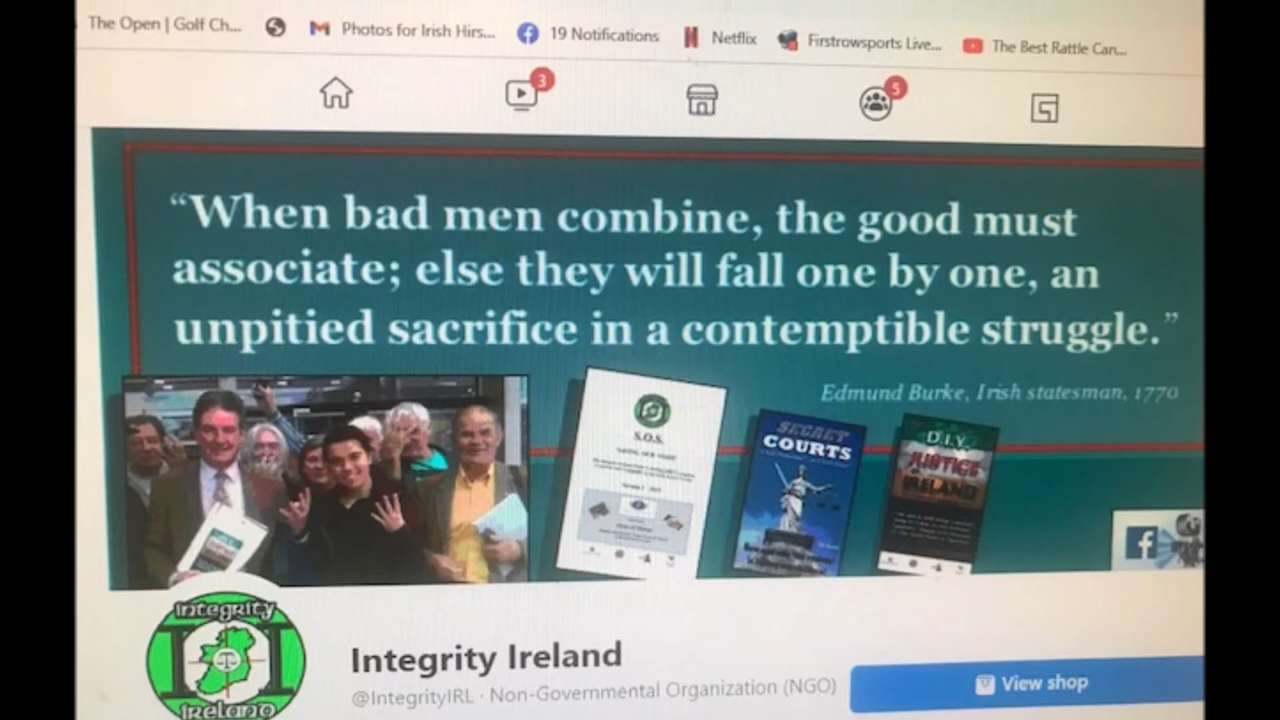 The Open | Golf Ch...
Photos for Irish Hirs...
19 Notifications
Netflix
Firstrowsports Live...
The Best Rattle Can...
3
5
“When bad men combine, the good must
associate; else they will fall one by one, an
unpitied sacrifice in a contemptible struggle.”
Edmund Burke, Irish statesman, 1770
S.O.S.
SECRET
COURTS
D.I.Y.
JUSTICE
IRELAND
Integrity
Ireland
Integrity Ireland
@IntegrityIRL · Non-Governmental Organization (NGO)
View shop